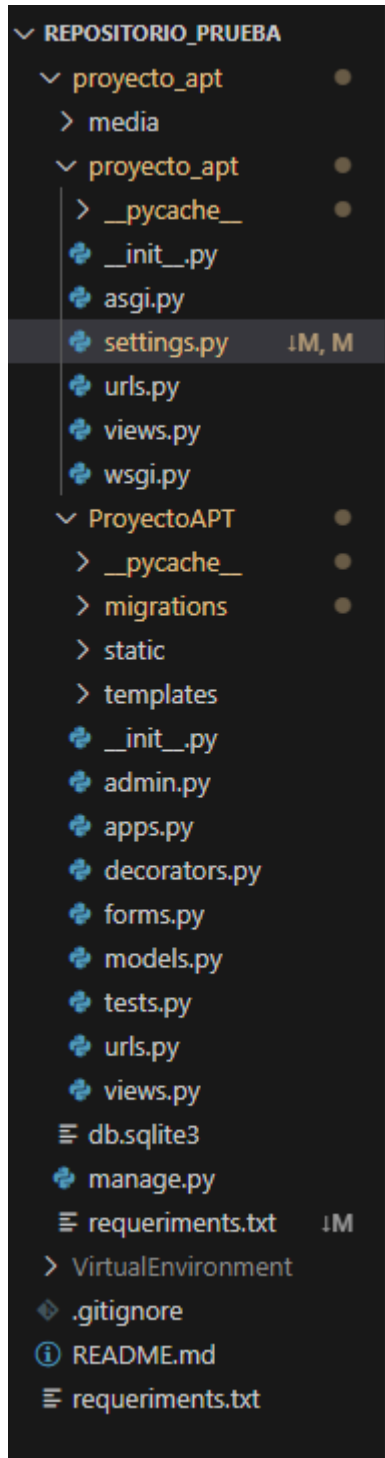 REPOSITORIO_PRUEBA
proyecto_apt
media
proyecto_apt
__pycache__
__init__.py
asgi.py
settings.py ↓M, M
urls.py
views.py
wsgi.py
ProyectoAPT
__pycache__
migrations
static
templates
__init__.py
admin.py
apps.py
decorators.py
forms.py
models.py
tests.py
urls.py
views.py
db.sqlite3
manage.py
requeriments.txt ↓M
VirtualEnvironment
.gitignore
README.md
requeriments.txt